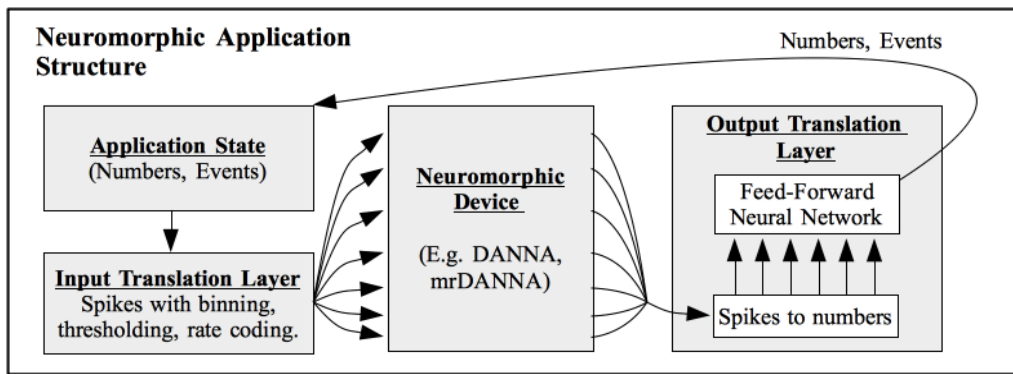 Neuromorphic Application
Structure
Numbers, Events
Application State
(Numbers, Events)
Input Translation Layer
Spikes with binning,
thresholding, rate coding.
Neuromorphic
Device
(E.g. DANNA,
mrDANNA)
Output Translation
Layer
Feed-Forward
Neural Network
Spikes to numbers